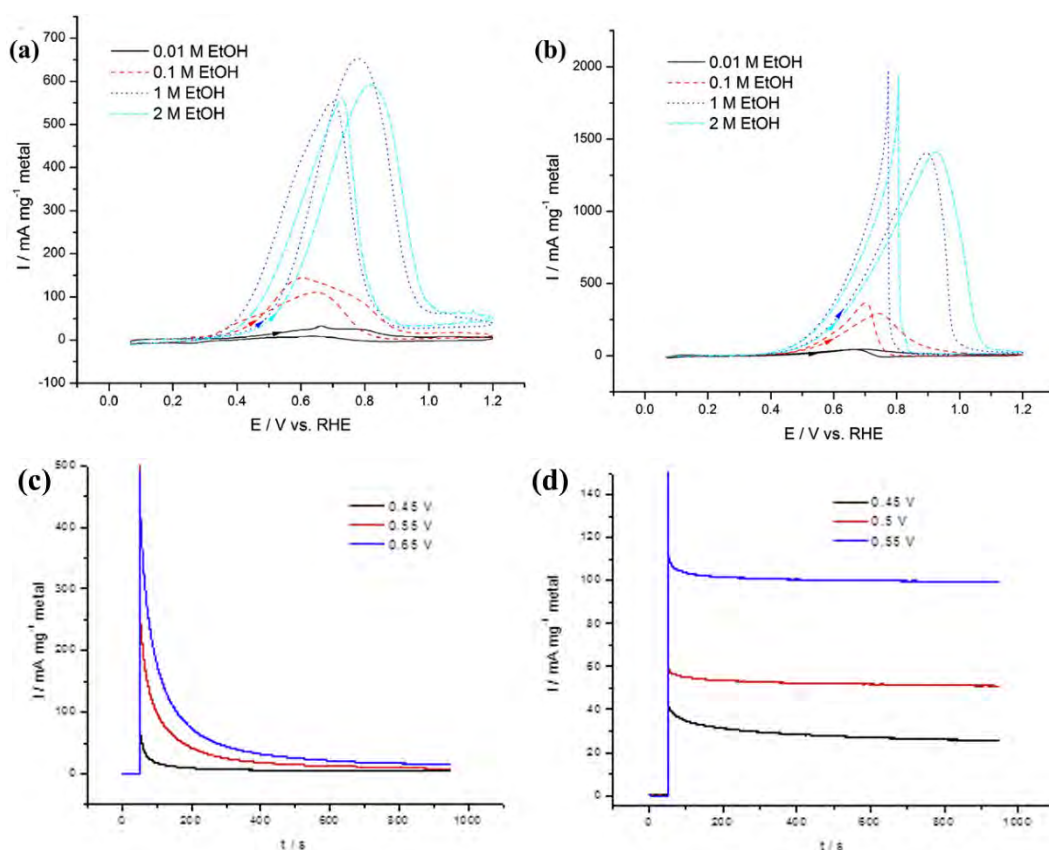 (a)
0.01 M EtOH
0.1 M EtOH
1 M EtOH
2 M EtOH
I / mA mg⁻¹ metal
700
600
500
400
300
200
100
0
-100
0.0 0.2 0.4 0.6 0.8 1.0 1.2
E / V vs. RHE
(b)
0.01 M EtOH
0.1 M EtOH
1 M EtOH
2 M EtOH
I / mA mg⁻¹ metal
2000
1500
1000
500
0
0.0 0.2 0.4 0.6 0.8 1.0 1.2
E / V vs. RHE
(c)
0.45 V
0.55 V
0.65 V
I / mA mg⁻¹ metal
500
400
300
200
100
0
0 200 400 600 800 1000
t / s
(d)
0.45 V
0.5 V
0.55 V
I / mA mg⁻¹ metal
140
120
100
80
60
40
20
0
0 200 400 600 800 1000
t / s